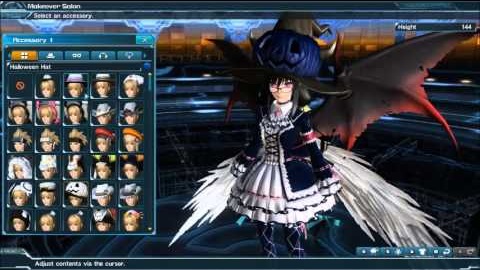 Makeover Salon
Select an accessory.
Height 144
Accessory 1
Halloween Hat
Adjust contents via the cursor.